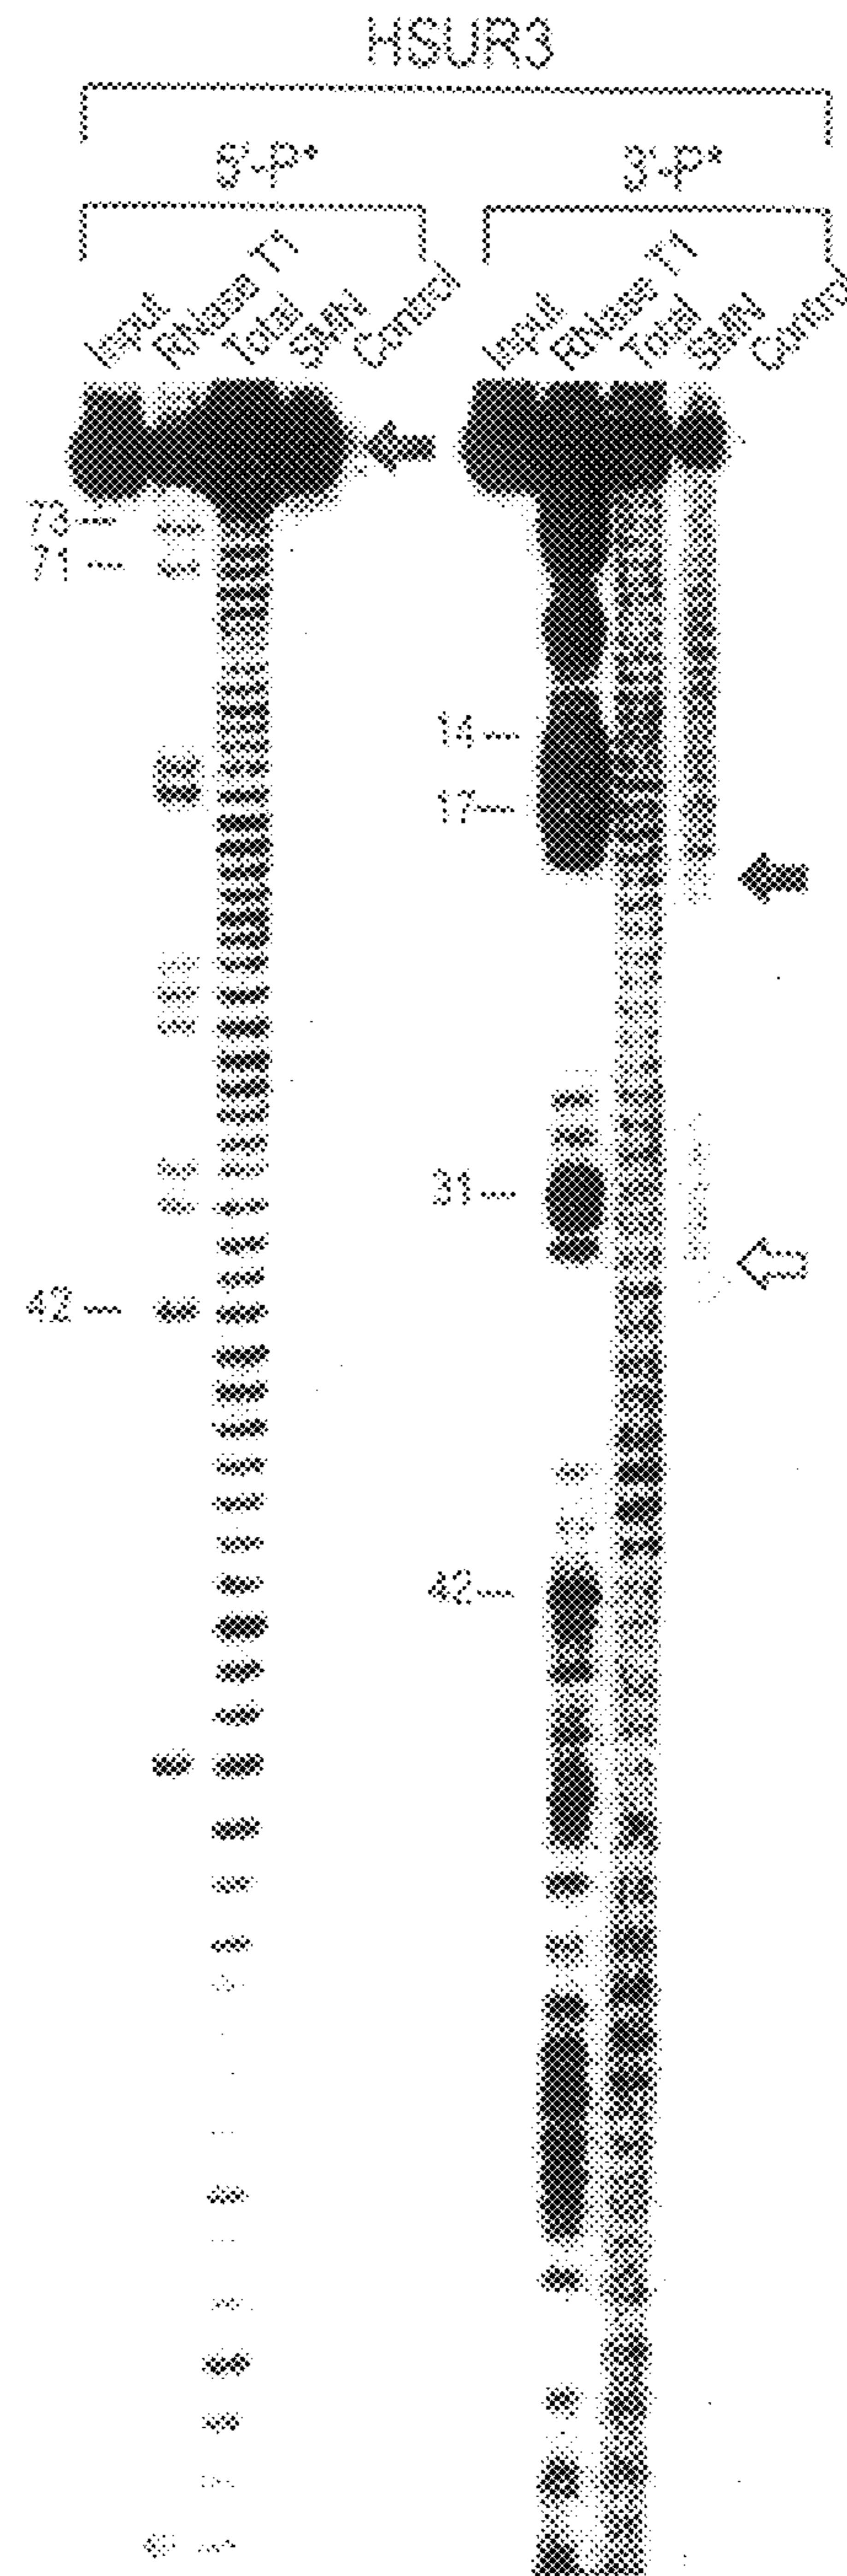 HSUR3
5'-P* 3'-P*
Input RNase T1 Total SMN Control Input RNase T1 Total SMN Control
73
71
14
17
31
42
42